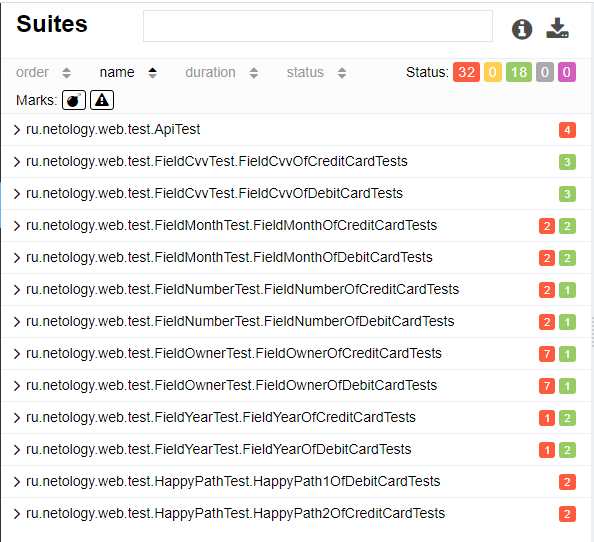 Suites
order name duration status Status: 32 0 18 0 0
Marks:
ru.netology.web.test.ApiTest 4
ru.netology.web.test.FieldCvvTest.FieldCvvOfCreditCardTests 3
ru.netology.web.test.FieldCvvTest.FieldCvvOfDebitCardTests 3
ru.netology.web.test.FieldMonthTest.FieldMonthOfCreditCardTests 2 2
ru.netology.web.test.FieldMonthTest.FieldMonthOfDebitCardTests 2 2
ru.netology.web.test.FieldNumberTest.FieldNumberOfCreditCardTests 2 1
ru.netology.web.test.FieldNumberTest.FieldNumberOfDebitCardTests 2 1
ru.netology.web.test.FieldOwnerTest.FieldOwnerOfCreditCardTests 7 1
ru.netology.web.test.FieldOwnerTest.FieldOwnerOfDebitCardTests 7 1
ru.netology.web.test.FieldYearTest.FieldYearOfCreditCardTests 1 2
ru.netology.web.test.FieldYearTest.FieldYearOfDebitCardTests 1 2
ru.netology.web.test.HappyPathTest.HappyPath1OfDebitCardTests 2
ru.netology.web.test.HappyPathTest.HappyPath2OfCreditCardTests 2